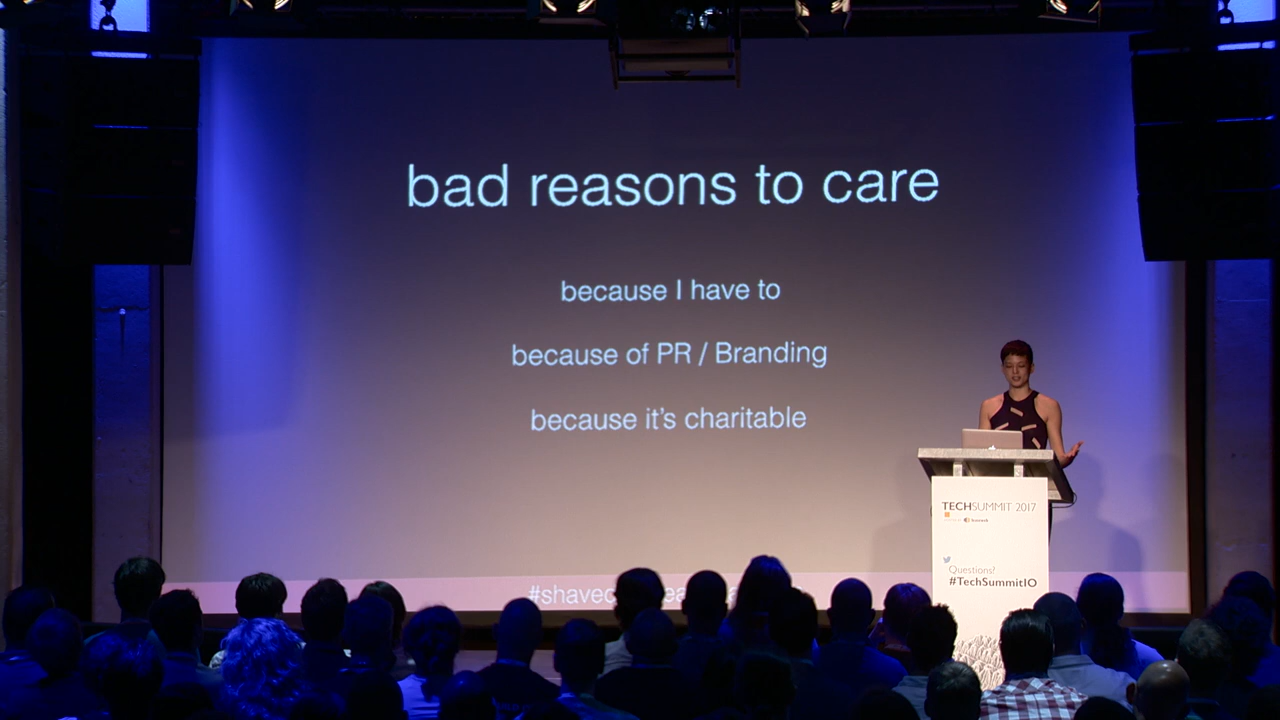 bad reasons to care
because I have to
because of PR / Branding
because it's charitable
TECHSUMMIT 2017
Questions?
#TechSummitIO